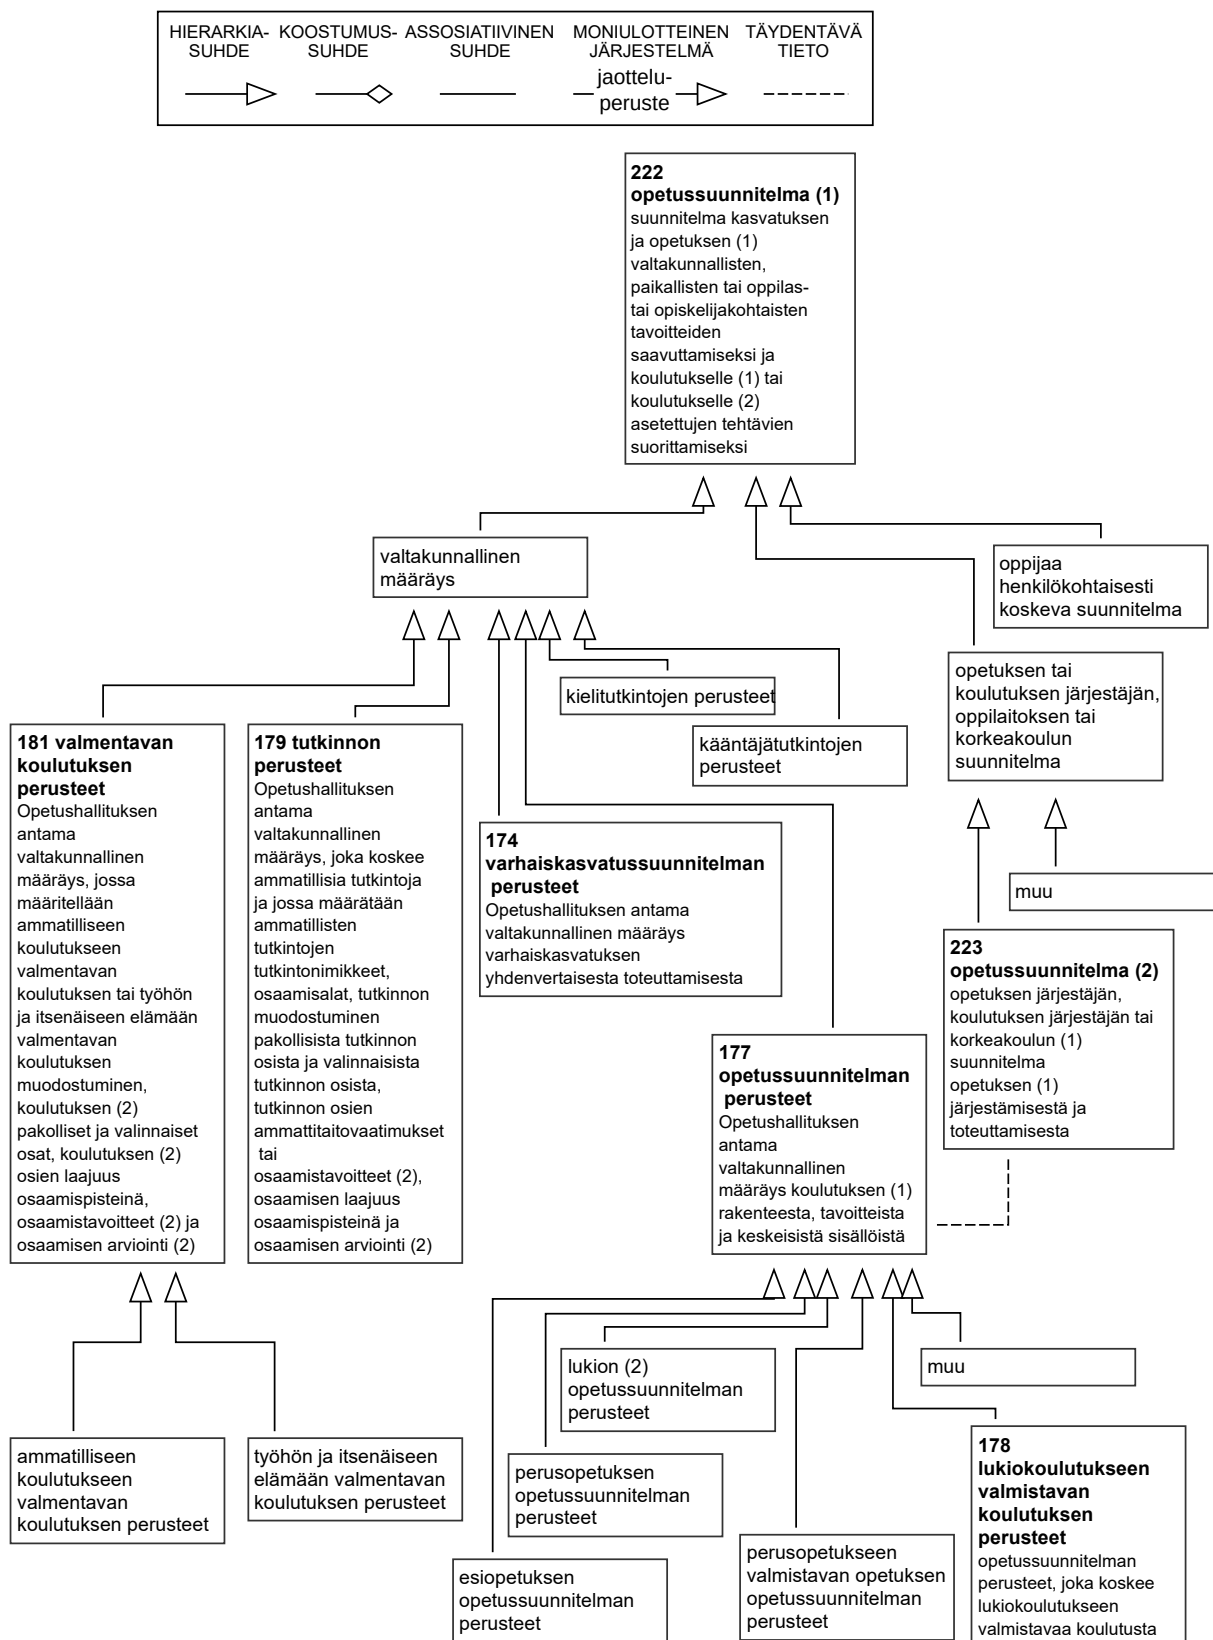 HIERARKIA-
SUHDE
KOOSTUMUS-
SUHDE
ASSOSIATIIVINEN
SUHDE
MONIULOTTEINEN
JÄRJESTELMÄ
jaottelu-
peruste
TÄYDENTÄVÄ
TIETO
222
opetussuunnitelma (1)
suunnitelma kasvatuksen
ja opetuksen (1)
valtakunnallisten,
paikallisten tai oppilas-
tai opiskelijakohtaisten
tavoitteiden
saavuttamiseksi ja
koulutukselle (1) tai
koulutukselle (2)
asetettujen tehtävien
suorittamiseksi
valtakunnallinen
määräys
oppijaa
henkilökohtaisesti
koskeva suunnitelma
opetuksen tai
koulutuksen järjestäjän,
oppilaitoksen tai
korkeakoulun
suunnitelma
kielitutkintojen perusteet
kääntäjätutkintojen
perusteet
181 valmentavan
koulutuksen
perusteet
Opetushallituksen
antama
valtakunnallinen
määräys, jossa
määritellään
ammatilliseen
koulutukseen
valmentavan
koulutuksen tai työhön
ja itsenäiseen elämään
valmentavan
koulutuksen
muodostuminen,
koulutuksen (2)
pakolliset ja valinnaiset
osat, koulutuksen (2)
osien laajuus
osaamispisteinä,
osaamistavoitteet (2) ja
osaamisen arviointi (2)
179 tutkinnon
perusteet
Opetushallituksen
antama
valtakunnallinen
määräys, joka koskee
ammatillisia tutkintoja
ja jossa määrätään
ammatillisten
tutkintojen
tutkintonimikkeet,
osaamisalat, tutkinnon
muodostuminen
pakollisista tutkinnon
osista ja valinnaisista
tutkinnon osista,
tutkinnon osien
ammattitaitovaatimukset
tai
osaamistavoitteet (2),
osaamisen laajuus
osaamispisteinä ja
osaamisen arviointi (2)
174
varhaiskasvatussuunnitelman
perusteet
Opetushallituksen antama
valtakunnallinen määräys
varhaiskasvatuksen
yhdenvertaisesta toteuttamisesta
muu
223
opetussuunnitelma (2)
opetuksen järjestäjän,
koulutuksen järjestäjän tai
korkeakoulun (1)
suunnitelma
opetuksen (1)
järjestämisestä ja
toteuttamisesta
177
opetussuunnitelman
perusteet
Opetushallituksen
antama
valtakunnallinen
määräys koulutuksen (1)
rakenteesta, tavoitteista
ja keskeisistä sisällöistä
lukion (2)
opetussuunnitelman
perusteet
muu
ammatilliseen
koulutukseen
valmentavan
koulutuksen perusteet
työhön ja itsenäiseen
elämään valmentavan
koulutuksen perusteet
perusopetuksen
opetussuunnitelman
perusteet
178
lukiokoulutukseen
valmistavan
koulutuksen
perusteet
opetussuunnitelman
perusteet, joka koskee
lukiokoulutukseen
valmistavaa koulutusta
esiopetuksen
opetussuunnitelman
perusteet
perusopetukseen
valmistavan opetuksen
opetussuunnitelman
perusteet